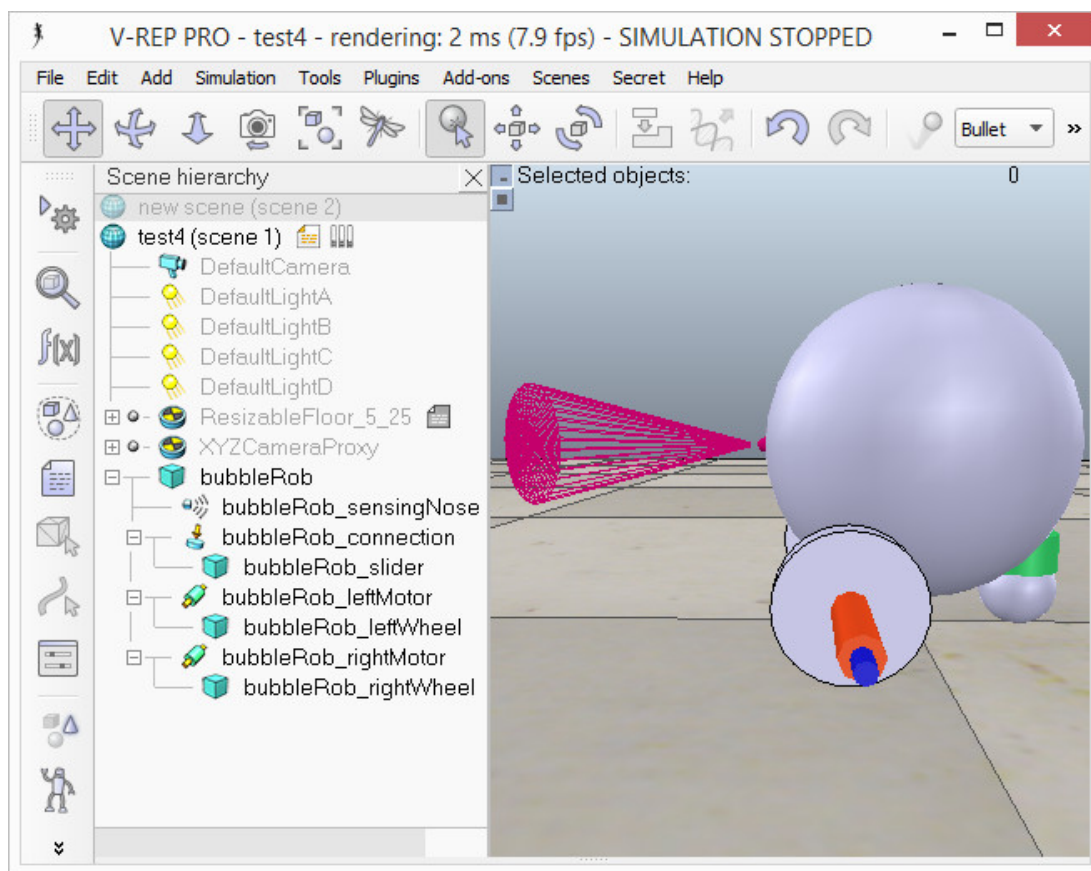 V-REP PRO - test4 - rendering: 2 ms (7.9 fps) - SIMULATION STOPPED
File Edit Add Simulation Tools Plugins Add-ons Scenes Secret Help
Bullet »
Scene hierarchy
Selected objects: 0
new scene (scene 2)
test4 (scene 1)
DefaultCamera
DefaultLightA
DefaultLightB
DefaultLightC
DefaultLightD
ResizableFloor_5_25
XYZCameraProxy
bubbleRob
bubbleRob_sensingNose
bubbleRob_connection
bubbleRob_slider
bubbleRob_leftMotor
bubbleRob_leftWheel
bubbleRob_rightMotor
bubbleRob_rightWheel
f(x)